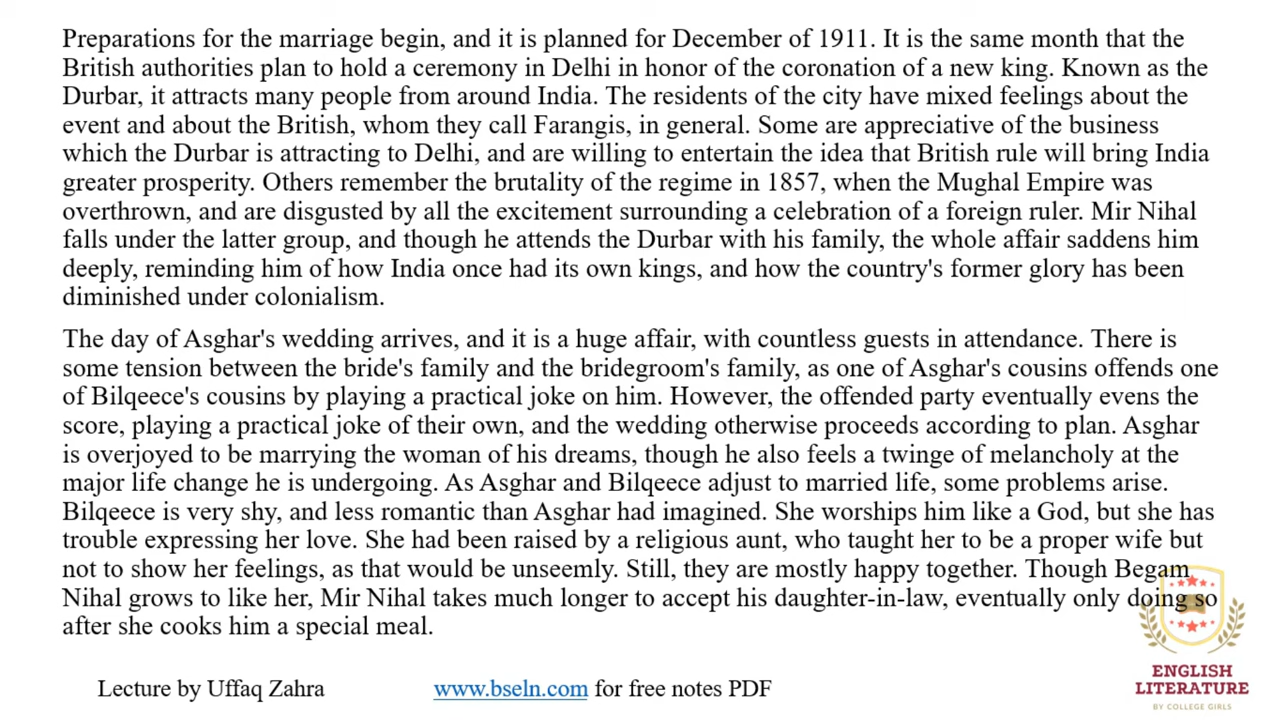 Preparations for the marriage begin, and it is planned for December of 1911. It is the same month that the
British authorities plan to hold a ceremony in Delhi in honor of the coronation of a new king. Known as the
Durbar, it attracts many people from around India. The residents of the city have mixed feelings about the
event and about the British, whom they call Farangis, in general. Some are appreciative of the business
which the Durbar is attracting to Delhi, and are willing to entertain the idea that British rule will bring India
greater prosperity. Others remember the brutality of the regime in 1857, when the Mughal Empire was
overthrown, and are disgusted by all the excitement surrounding a celebration of a foreign ruler. Mir Nihal
falls under the latter group, and though he attends the Durbar with his family, the whole affair saddens him
deeply, reminding him of how India once had its own kings, and how the country's former glory has been
diminished under colonialism.
The day of Asghar's wedding arrives, and it is a huge affair, with countless guests in attendance. There is
some tension between the bride's family and the bridegroom's family, as one of Asghar's cousins offends one
of Bilqeece's cousins by playing a practical joke on him. However, the offended party eventually evens the
score, playing a practical joke of their own, and the wedding otherwise proceeds according to plan. Asghar
is overjoyed to be marrying the woman of his dreams, though he also feels a twinge of melancholy at the
major life change he is undergoing. As Asghar and Bilqeece adjust to married life, some problems arise.
Bilqeece is very shy, and less romantic than Asghar had imagined. She worships him like a God, but she has
trouble expressing her love. She had been raised by a religious aunt, who taught her to be a proper wife but
not to show her feelings, as that would be unseemly. Still, they are mostly happy together. Though Begam
Nihal grows to like her, Mir Nihal takes much longer to accept his daughter-in-law, eventually only doing so
after she cooks him a special meal.
Lecture by Uffaq Zahra
www.bseln.com for free notes PDF
ENGLISH
LITERATURE
BY COLLEGE GIRLS